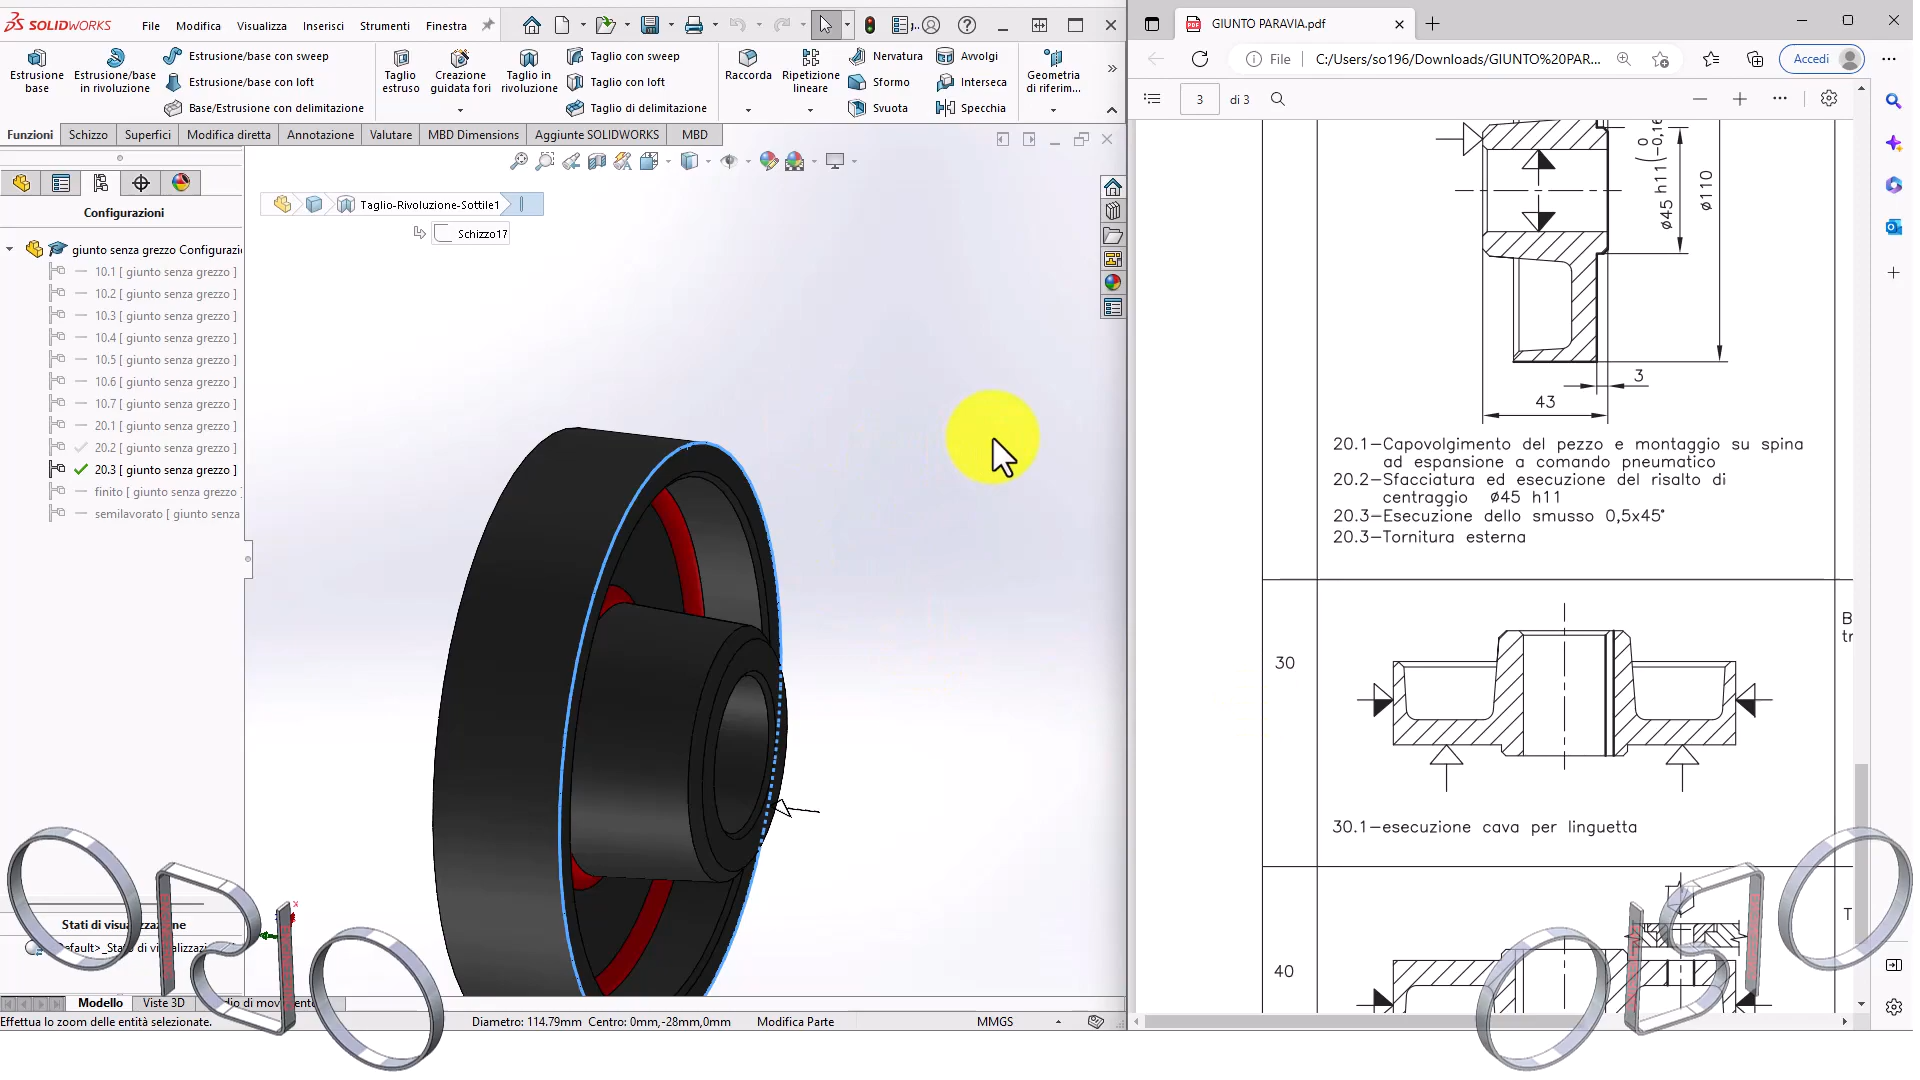 SOLIDWORKS
File
Modifica
Visualizza
Inserisci
Strumenti
Finestra
Estrusione base
Estrusione/base in rivoluzione
Estrusione/base con sweep
Estrusione/base con loft
Base/Estrusione con delimitazione
Taglio estruso
Creazione guidata fori
Taglio in rivoluzione
Taglio con sweep
Taglio con loft
Taglio di delimitazione
Raccorda
Ripetizione lineare
Nervatura
Sformo
Svuota
Avvolgi
Interseca
Specchia
Geometria di riferim...
Funzioni
Schizzo
Superfici
Modifica diretta
Annotazione
Valutare
MBD Dimensions
Aggiunte SOLIDWORKS
MBD
Configurazioni
giunto senza grezzo Configurazi
10.1 [ giunto senza grezzo ]
10.2 [ giunto senza grezzo ]
10.3 [ giunto senza grezzo ]
10.4 [ giunto senza grezzo ]
10.5 [ giunto senza grezzo ]
10.6 [ giunto senza grezzo ]
10.7 [ giunto senza grezzo ]
20.1 [ giunto senza grezzo ]
20.2 [ giunto senza grezzo ]
20.3 [ giunto senza grezzo ]
finito [ giunto senza grezzo
semilavorato [ giunto senza
Taglio-Rivoluzione-Sottile1
Schizzo17
Stati di visualizzazione
Modello
Viste 3D
Effettua lo zoom delle entità selezionate.
Diametro: 114.79mm Centro: 0mm,-28mm,0mm
Modifica Parte
MMGS
GIUNTO PARAVIA.pdf
File
C:/Users/so196/Downloads/GIUNTO%20PAR...
Accedi
3
di 3
ø45 h11 (0 -0,16
ø110
3
43
20.1-Capovolgimento del pezzo e montaggio su spina
ad espansione a comando pneumatico
20.2-Sfacciatura ed esecuzione del risalto di
centraggio ø45 h11
20.3-Esecuzione dello smusso 0,5x45°
20.3-Tornitura esterna
30
B
tr
30.1-esecuzione cava per linguetta
40
T